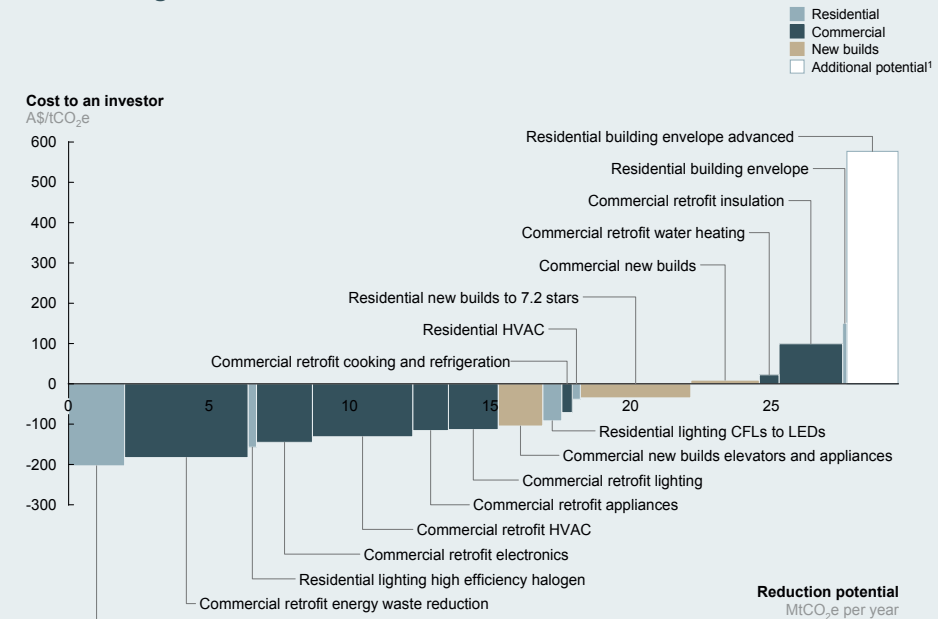 Residential
Commercial
New builds
Additional potential¹
Cost to an investor
A$/tCO₂e
600
500
400
300
200
100
0
-100
-200
-300
0
5
10
15
20
25
Residential building envelope advanced
Residential building envelope
Commercial retrofit insulation
Commercial retrofit water heating
Commercial new builds
Residential new builds to 7.2 stars
Residential HVAC
Commercial retrofit cooking and refrigeration
Residential lighting CFLs to LEDs
Commercial new builds elevators and appliances
Commercial retrofit lighting
Commercial retrofit appliances
Commercial retrofit HVAC
Commercial retrofit electronics
Residential lighting high efficiency halogen
Commercial retrofit energy waste reduction
Reduction potential
MtCO₂e per year